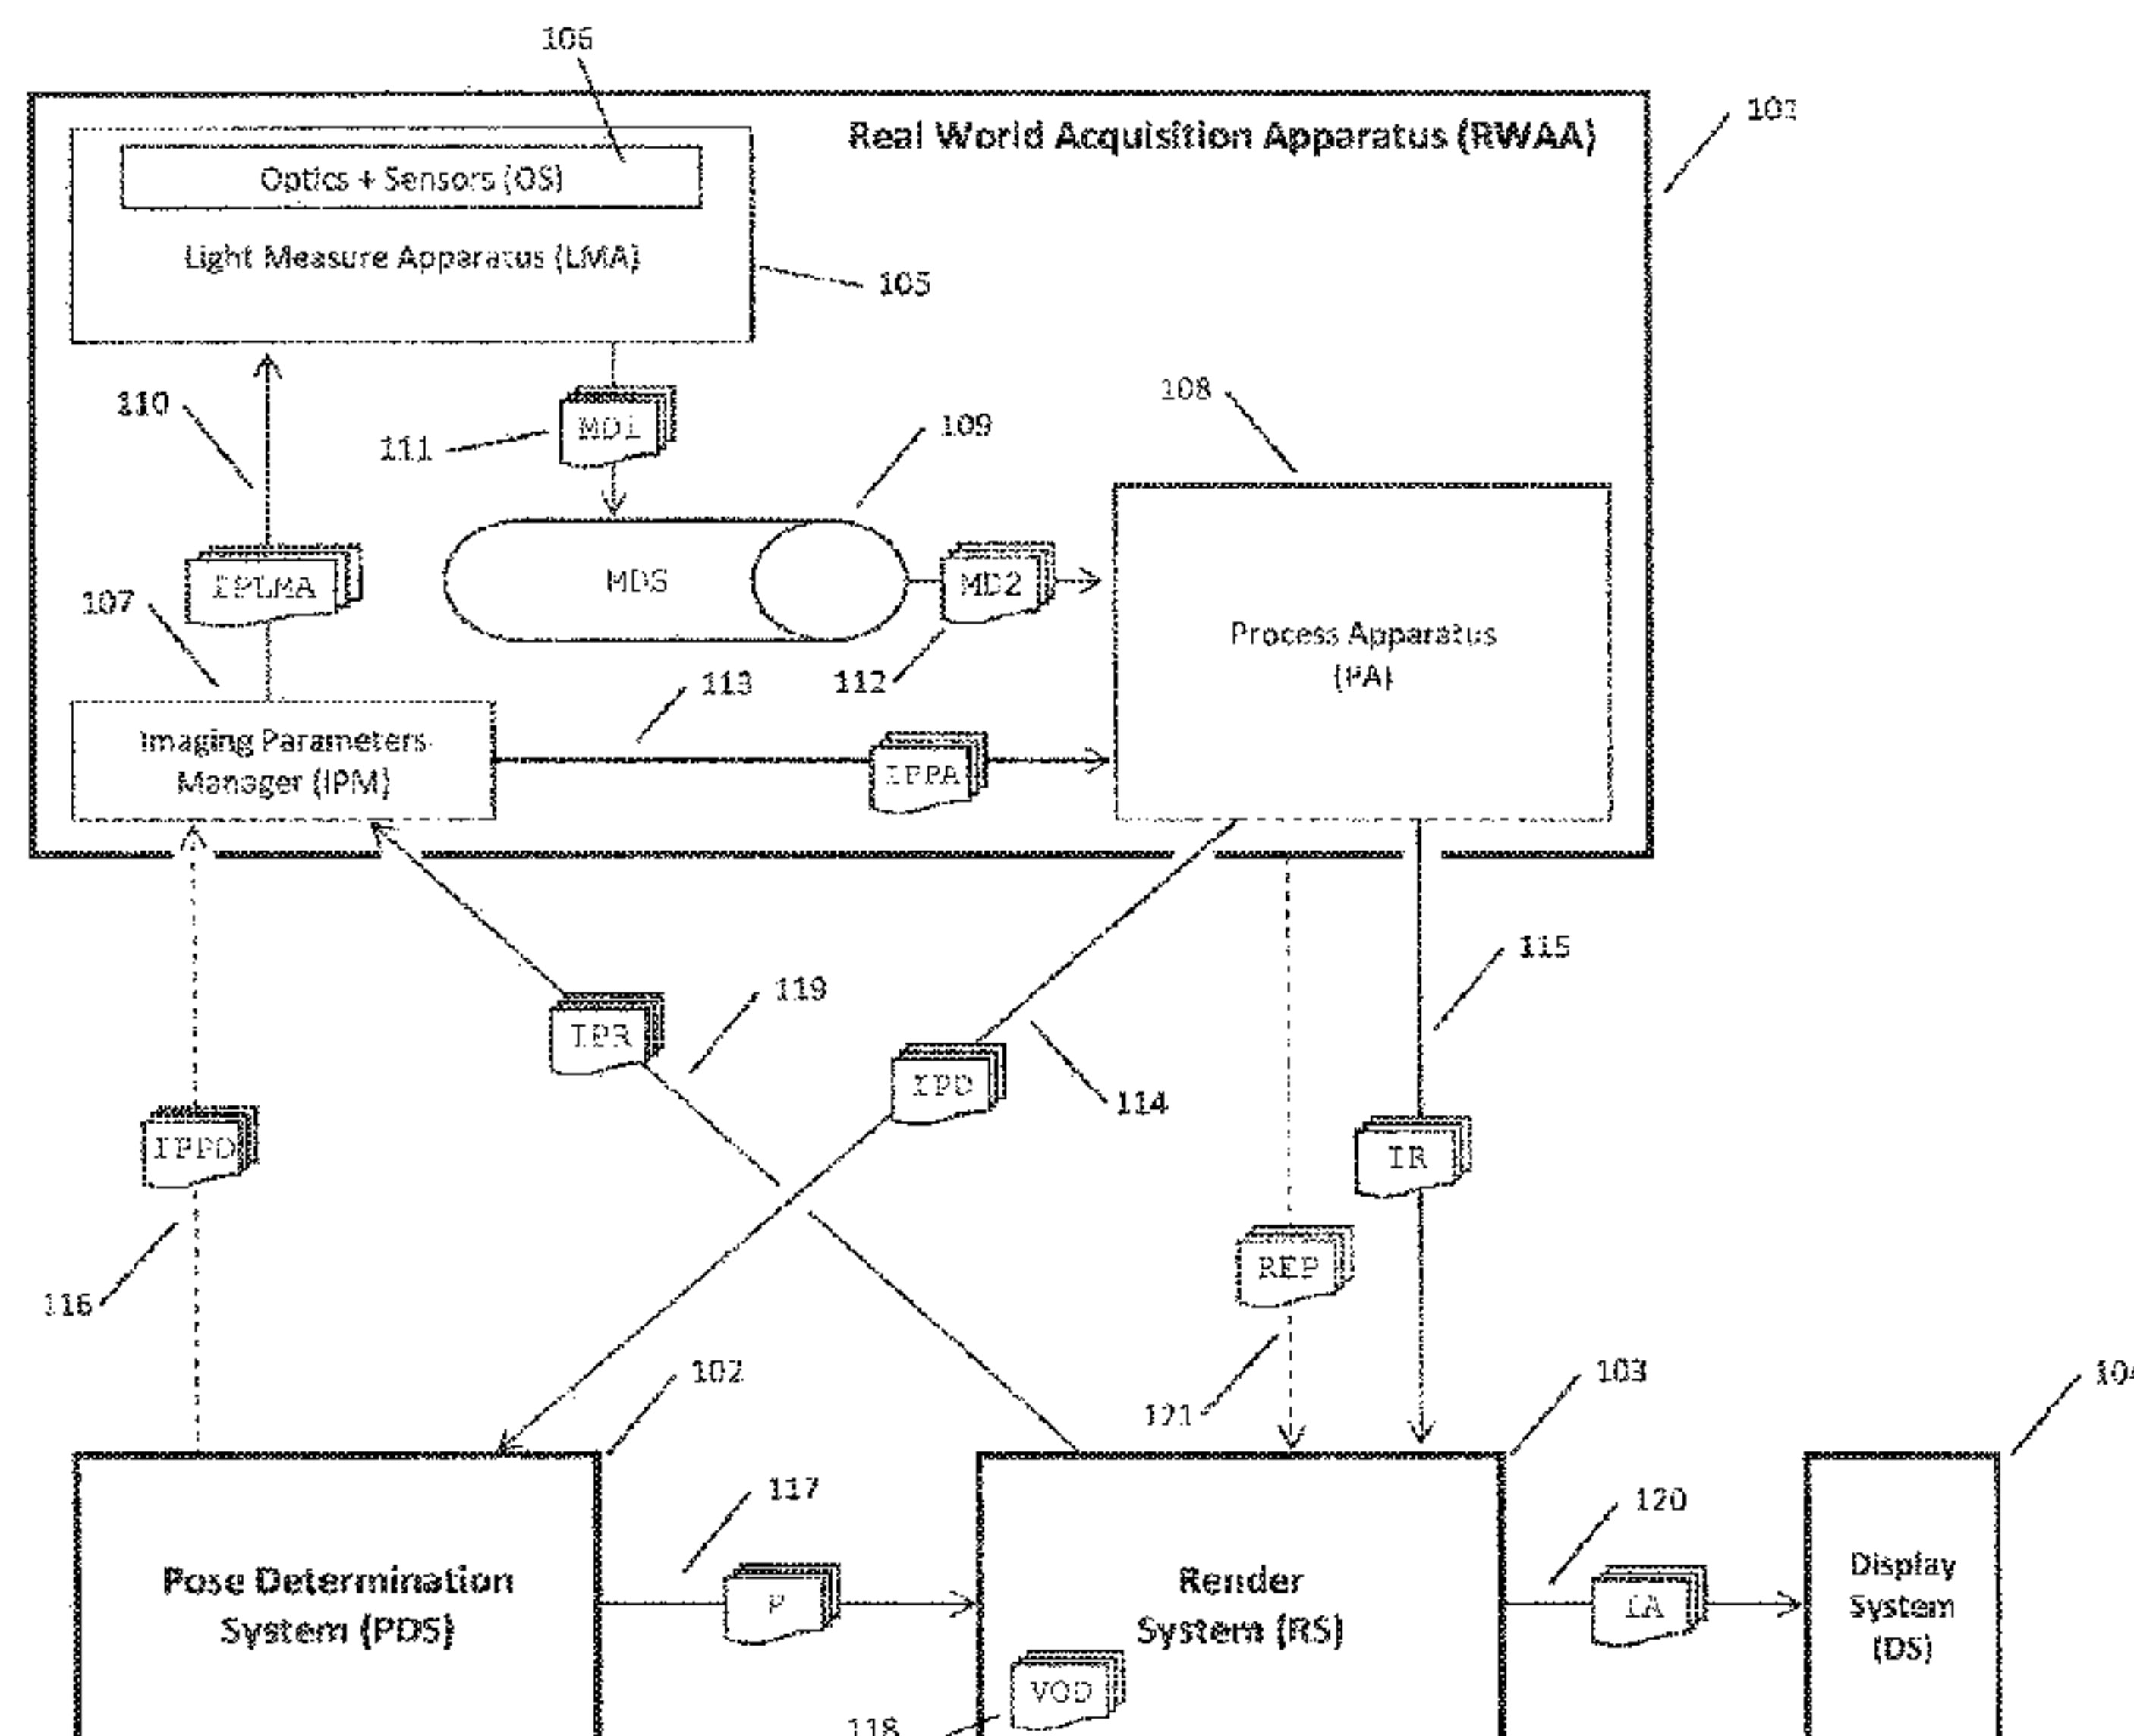 106
Real World Acquisition Apparatus (RWAA)
101
Optics + Sensors (OS)
Light Measure Apparatus (LMA)
105
110
111
MD1
109
108
IPLMA
MDS
MD2
107
112
113
Process Apparatus
(PA)
Imaging Parameters
Manager (IPM)
IPPA
115
119
IPR
IPD
114
IPPD
IR
116
REP
121
102
103
104
117
120
Pose Determination
System (PDS)
P
Render
System (RS)
IA
Display
System
(DS)
VOD
118